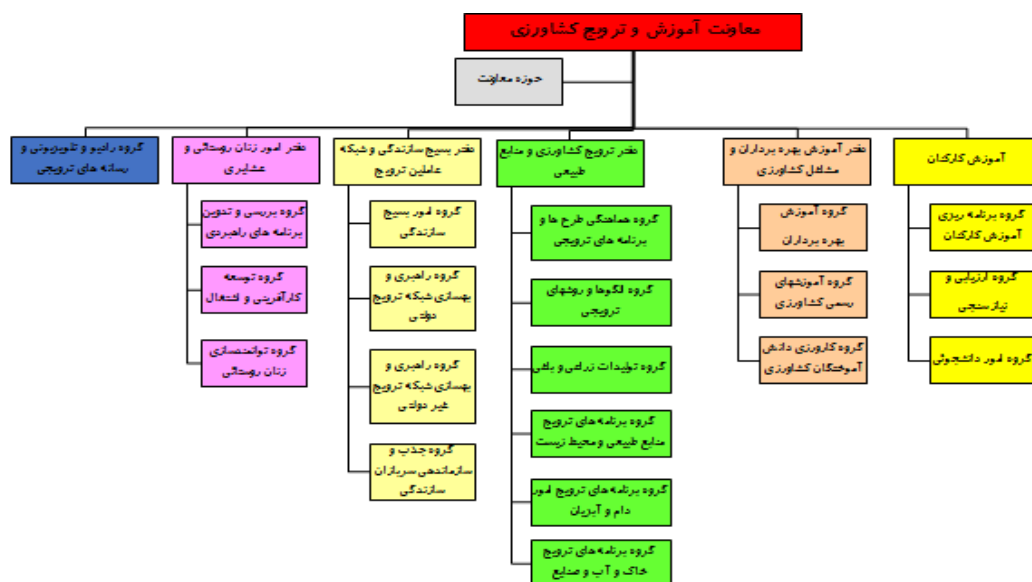 معاونت آموزش و ترویج کشاورزی
حوزه معاونت
آموزش کارکنان
گروه برنامه ریزی
آموزش کارکنان
گروه ارزیابی و
نیازسنجی
گروه امور دانشجوئی
دفتر آموزش بهره برداران و
مشاغل کشاورزی
گروه آموزش
بهره برداران
گروه آموزشهای
رسمی کشاورزی
گروه کارورزی دانش
آموختگان کشاورزی
دفتر ترویج کشاورزی و منابع
طبیعی
گروه هماهنگی طرح ها و
برنامه های ترویجی
گروه الگوها و روشهای
ترویجی
گروه تولیدات زراعی و باغی
گروه برنامه های ترویج
منابع طبیعی و محیط زیست
گروه برنامه های ترویج امور
دام و آبزیان
گروه برنامه های ترویج
خاک و آب و صنایع
دفتر بسیج سازندگی و شبکه
عاملین ترویج
گروه امور بسیج
سازندگی
گروه راهبری و
بهسازی شبکه ترویج
دولتی
گروه راهبری و
بهسازی شبکه ترویج
غیر دولتی
گروه جذب و
سازماندهی سربازان
سازندگی
دفتر امور زنان روستائی و
عشایری
گروه بررسی و تدوین
برنامه های راهبردی
گروه توسعه
کارآفرینی و اشتغال
گروه توانمندسازی
زنان روستائی
گروه رادیو و تلویزیونی و
رسانه های ترویجی